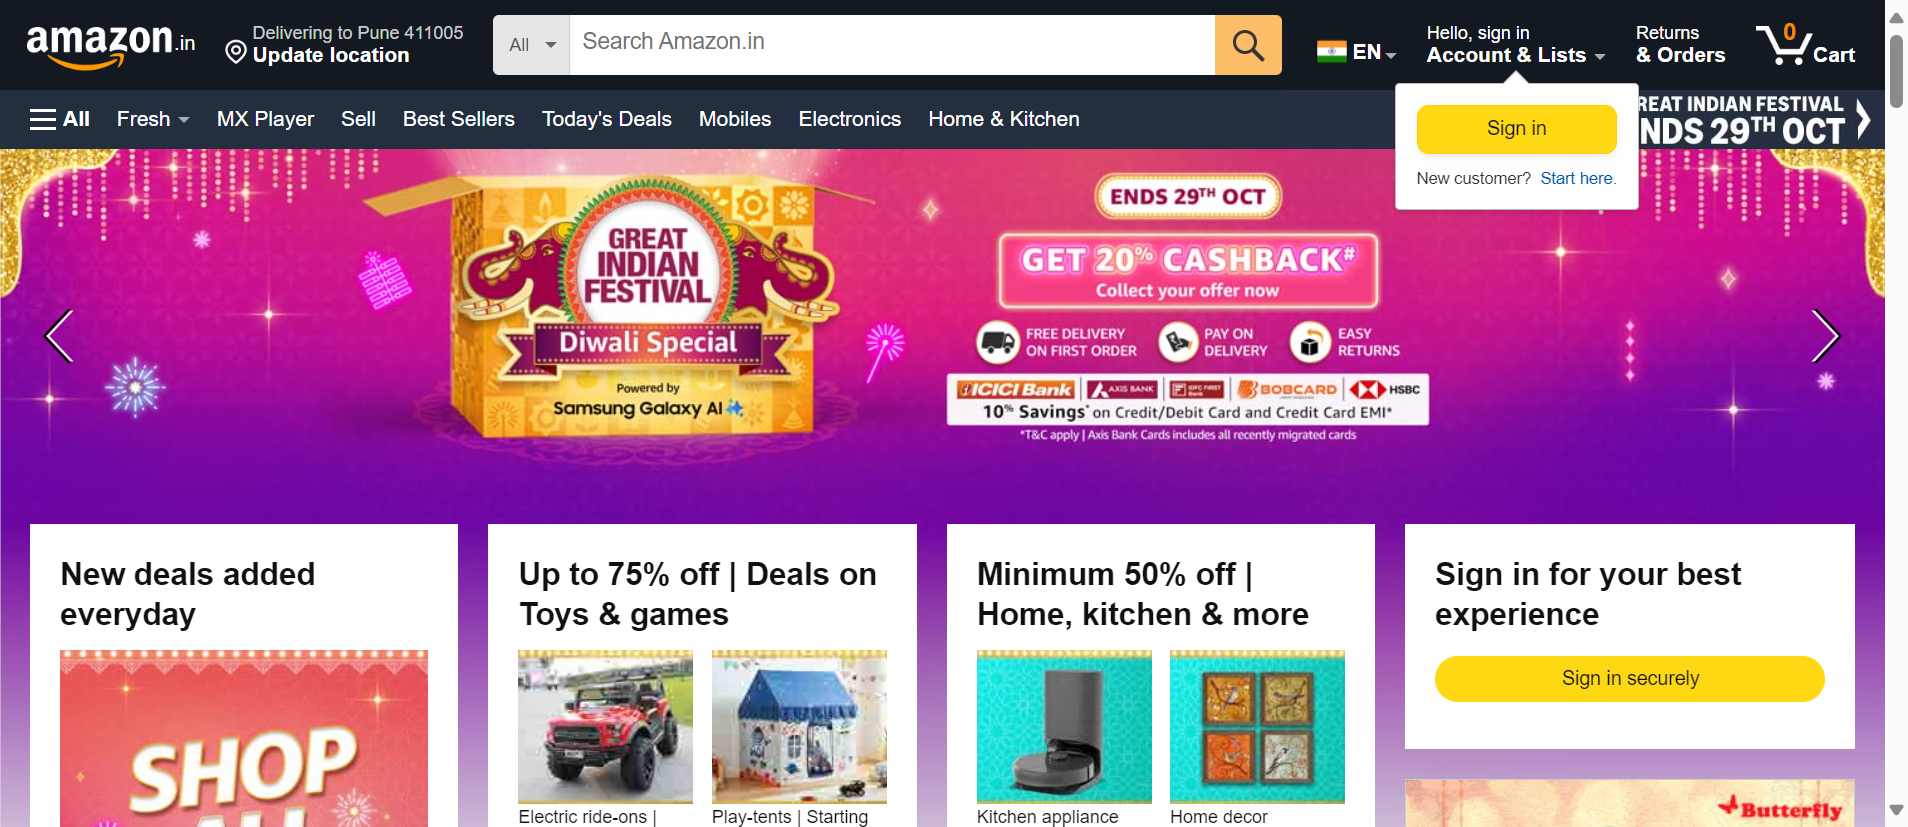 amazon.in
Delivering to Pune 411005
Update location
All
Search Amazon.in
EN
Hello, sign in
Account & Lists
Returns
& Orders
0
Cart
All
Fresh
MX Player
Sell
Best Sellers
Today's Deals
Mobiles
Electronics
Home & Kitchen
REAT INDIAN FESTIVAL
NDS 29TH OCT
Sign in
New customer? Start here.
GREAT
INDIAN
FESTIVAL
Diwali Special
Powered by
Samsung Galaxy AI
ENDS 29TH OCT
GET 20% CASHBACK#
Collect your offer now
FREE DELIVERY
ON FIRST ORDER
PAY ON
DELIVERY
EASY
RETURNS
ICICI Bank
AXIS BANK
IDFC FIRST
Bank
BOBCARD
HSBC
10% Savings* on Credit/Debit Card and Credit Card EMI*
*T&C apply | Axis Bank Cards includes all recently migrated cards
New deals added
everyday
SHOP
ALL
Up to 75% off | Deals on
Toys & games
Electric ride-ons |
Play-tents | Starting
Minimum 50% off |
Home, kitchen & more
Kitchen appliance
Home decor
Sign in for your best
experience
Sign in securely
Butterfly